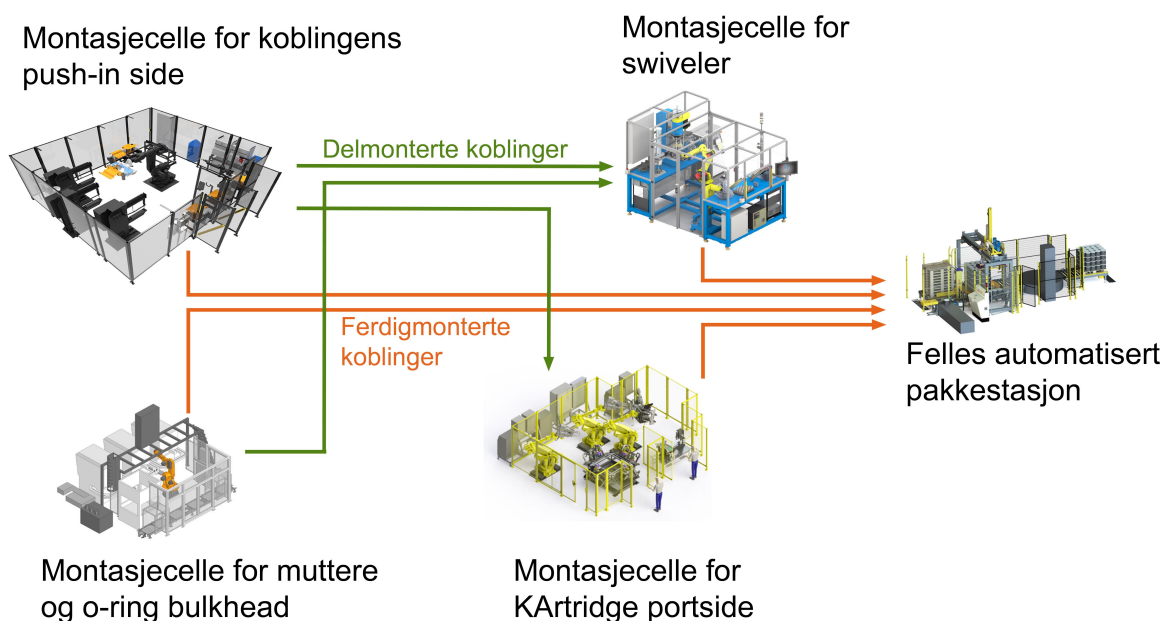 Montasjecelle for koblingens
push-in side
Montasjecelle for
swiveler
Delmonterte koblinger
Ferdigmonterte
koblinger
Felles automatisert
pakkestasjon
Montasjecelle for muttere
og o-ring bulkhead
Montasjecelle for
KArtridge portside